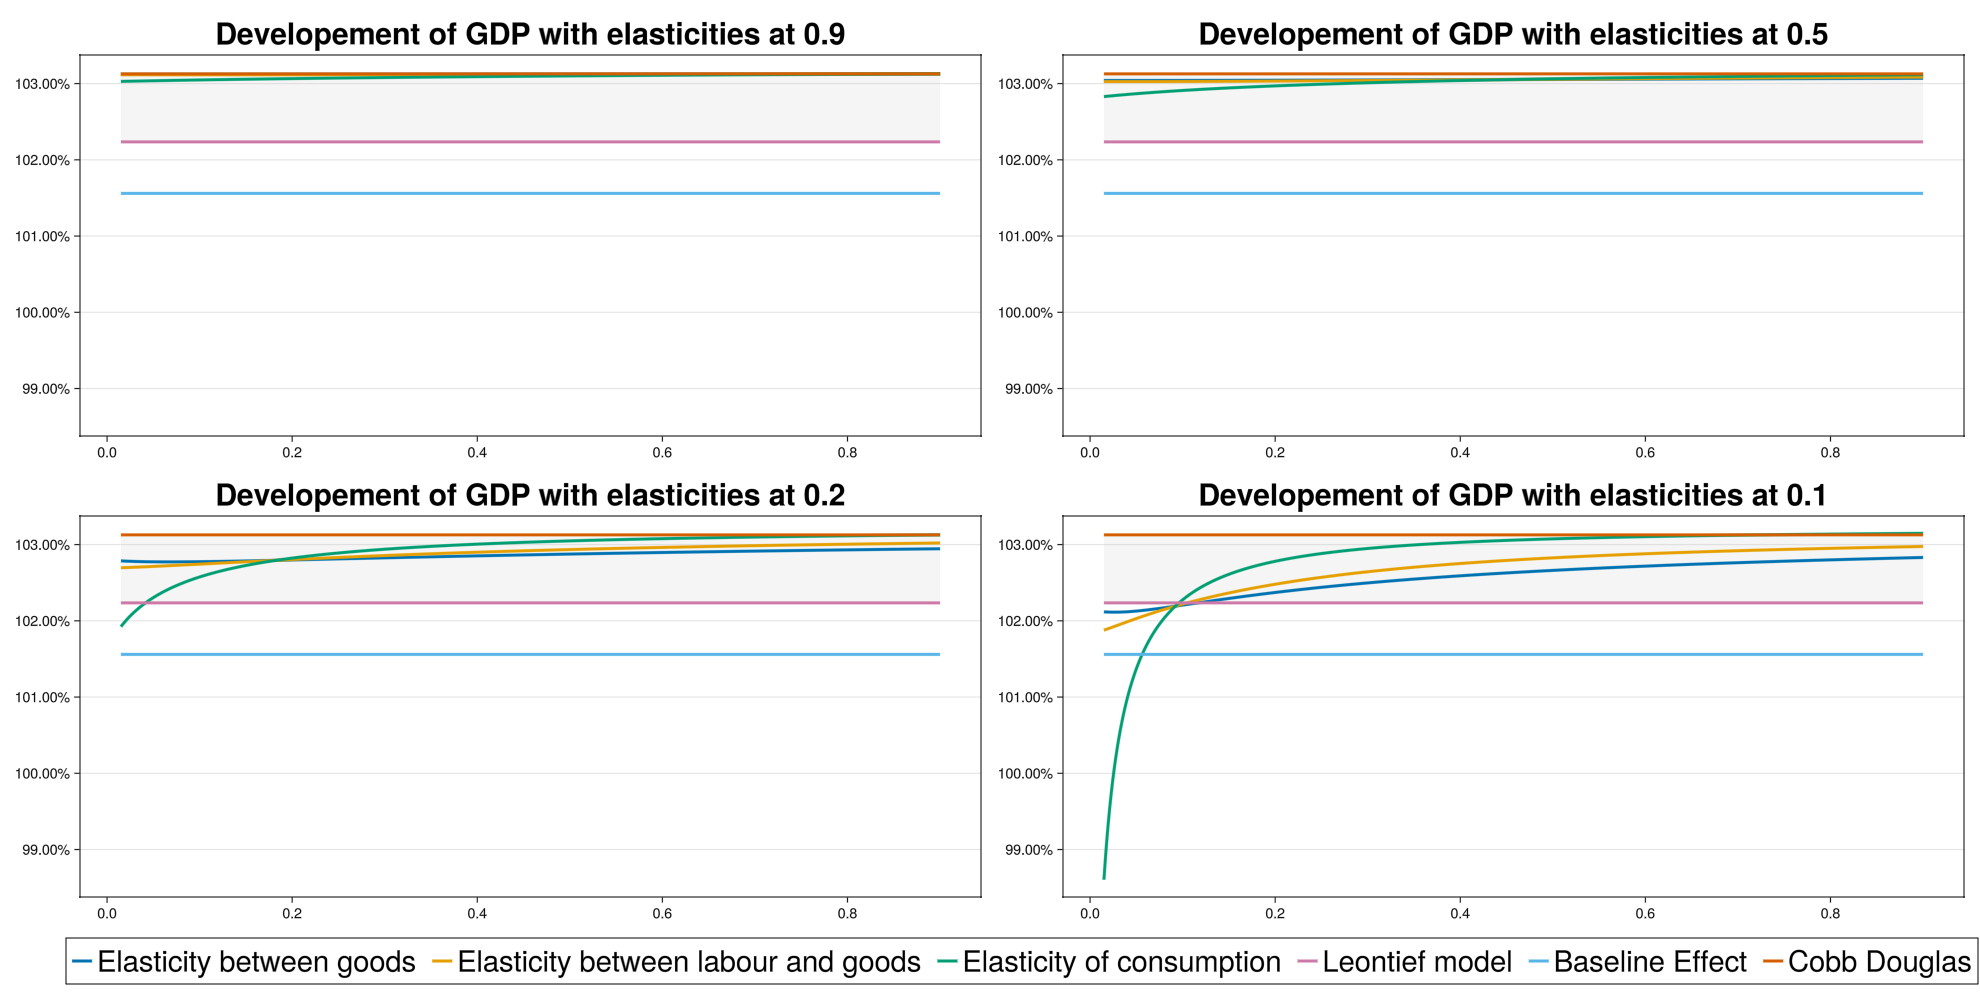 Developement of GDP with elasticities at 0.9
103.00%
102.00%
101.00%
100.00%
99.00%
0.0 0.2 0.4 0.6 0.8
Developement of GDP with elasticities at 0.5
103.00%
102.00%
101.00%
100.00%
99.00%
0.0 0.2 0.4 0.6 0.8
Developement of GDP with elasticities at 0.2
103.00%
102.00%
101.00%
100.00%
99.00%
0.0 0.2 0.4 0.6 0.8
Developement of GDP with elasticities at 0.1
103.00%
102.00%
101.00%
100.00%
99.00%
0.0 0.2 0.4 0.6 0.8
Elasticity between goods Elasticity between labour and goods Elasticity of consumption Leontief model Baseline Effect Cobb Douglas